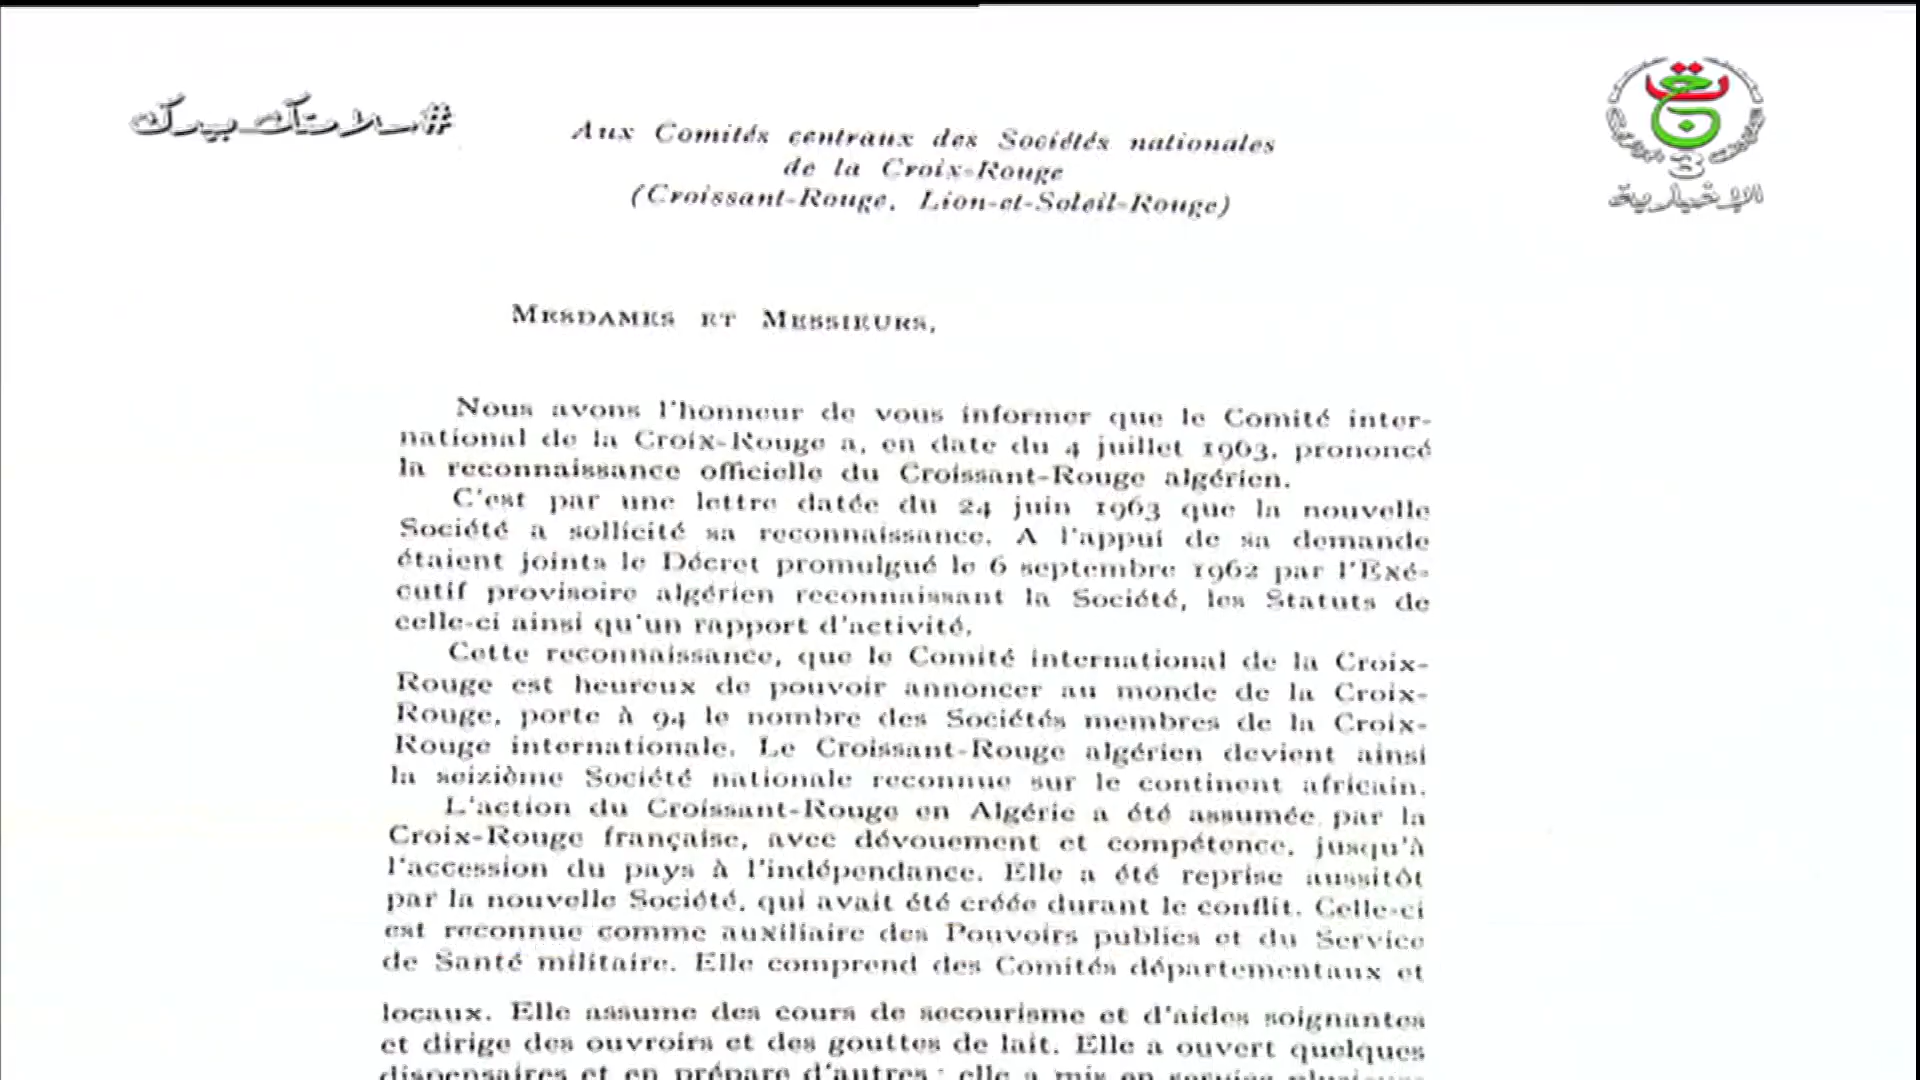 #سلامتك_بيدك
Aux Comités centraux des Sociétés nationales
de la Croix-Rouge
(Croissant-Rouge, Lion-et-Soleil-Rouge)
3
الإخبارية
MESDAMES ET MESSIEURS,
Nous avons l'honneur de vous informer que le Comité inter-
national de la Croix-Rouge a, en date du 4 juillet 1963, prononcé
la reconnaissance officielle du Croissant-Rouge algérien.
C'est par une lettre datée du 24 juin 1963 que la nouvelle
Société a sollicité sa reconnaissance. A l'appui de sa demande
étaient joints le Décret promulgué le 6 septembre 1962 par l'Exé-
cutif provisoire algérien reconnaissant la Société, les Statuts de
celle-ci ainsi qu'un rapport d'activité.
Cette reconnaissance, que le Comité international de la Croix-
Rouge est heureux de pouvoir annoncer au monde de la Croix-
Rouge, porte à 94 le nombre des Sociétés membres de la Croix-
Rouge internationale. Le Croissant-Rouge algérien devient ainsi
la seizième Société nationale reconnue sur le continent africain.
L'action du Croissant-Rouge en Algérie a été assumée par la
Croix-Rouge française, avec dévouement et compétence, jusqu'à
l'accession du pays à l'indépendance. Elle a été reprise aussitôt
par la nouvelle Société, qui avait été créée durant le conflit. Celle-ci
est reconnue comme auxiliaire des Pouvoirs publics et du Service
de Santé militaire. Elle comprend des Comités départementaux et
locaux. Elle assume des cours de secourisme et d'aides soignantes
et dirige des ouvroirs et des gouttes de lait. Elle a ouvert quelques
dispensaires et en prépare d'autres ; elle a mis en service plusieurs